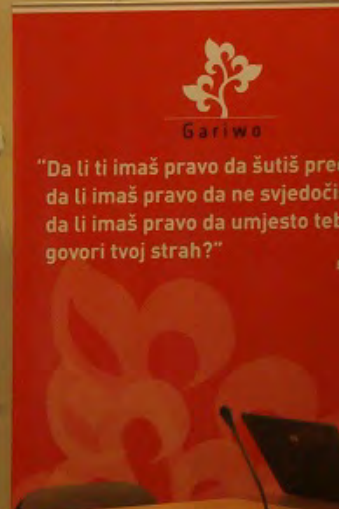 Gariwo
"Da li ti imaš pravo da šutiš
da li imaš pravo da ne
da li imaš pravo da umjesto
govori tvoj strah?"